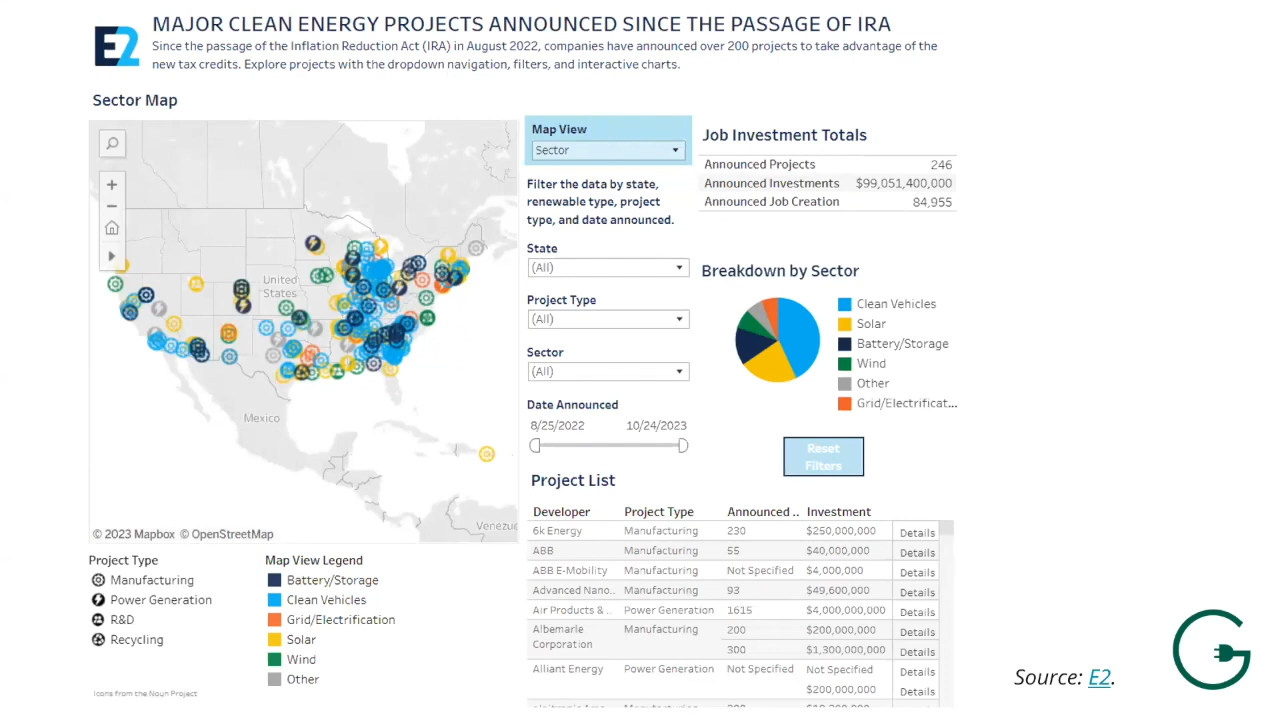 E2
MAJOR CLEAN ENERGY PROJECTS ANNOUNCED SINCE THE PASSAGE OF IRA
Since the passage of the Inflation Reduction Act (IRA) in August 2022, companies have announced over 200 projects to take advantage of the
new tax credits. Explore projects with the dropdown navigation, filters, and interactive charts.
Sector Map
United
States
Mexico
Venezue
© 2023 Mapbox © OpenStreetMap
Project Type
Manufacturing
Power Generation
R&D
Recycling
Map View Legend
Battery/Storage
Clean Vehicles
Grid/Electrification
Solar
Wind
Other
Icons from the Noun Project
Map View
Sector
Filter the data by state,
renewable type, project
type, and date announced.
State
(All)
Project Type
(All)
Sector
(All)
Date Announced
8/25/2022 10/24/2023
Job Investment Totals
Announced Projects 246
Announced Investments $99,051,400,000
Announced Job Creation 84,955
Breakdown by Sector
Clean Vehicles
Solar
Battery/Storage
Wind
Other
Grid/Electrificat...
Reset
Filters
Project List
Developer Project Type Announced .. Investment
6k Energy Manufacturing 230 $250,000,000 Details
ABB Manufacturing 55 $40,000,000 Details
ABB E-Mobility Manufacturing Not Specified $4,000,000 Details
Advanced Nano.. Manufacturing 93 $49,600,000 Details
Air Products & .. Power Generation 1615 $4,000,000,000 Details
Albemarle Manufacturing 200 $200,000,000 Details
Corporation 300 $1,300,000,000 Details
Alliant Energy Power Generation Not Specified Not Specified Details
$200,000,000 Details
Source: E2.